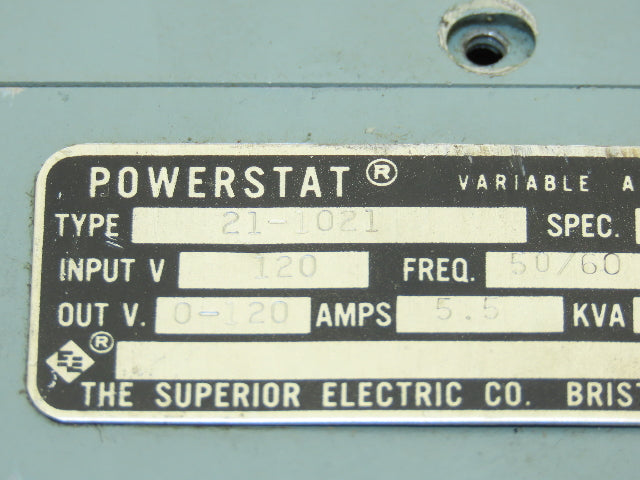 POWERSTAT® VARIABLE A
TYPE 21-1021 SPEC.
INPUT V 120 FREQ. 50/60
OUT V. 0-120 AMPS 5.5 KVA
®
THE SUPERIOR ELECTRIC CO. BRIST